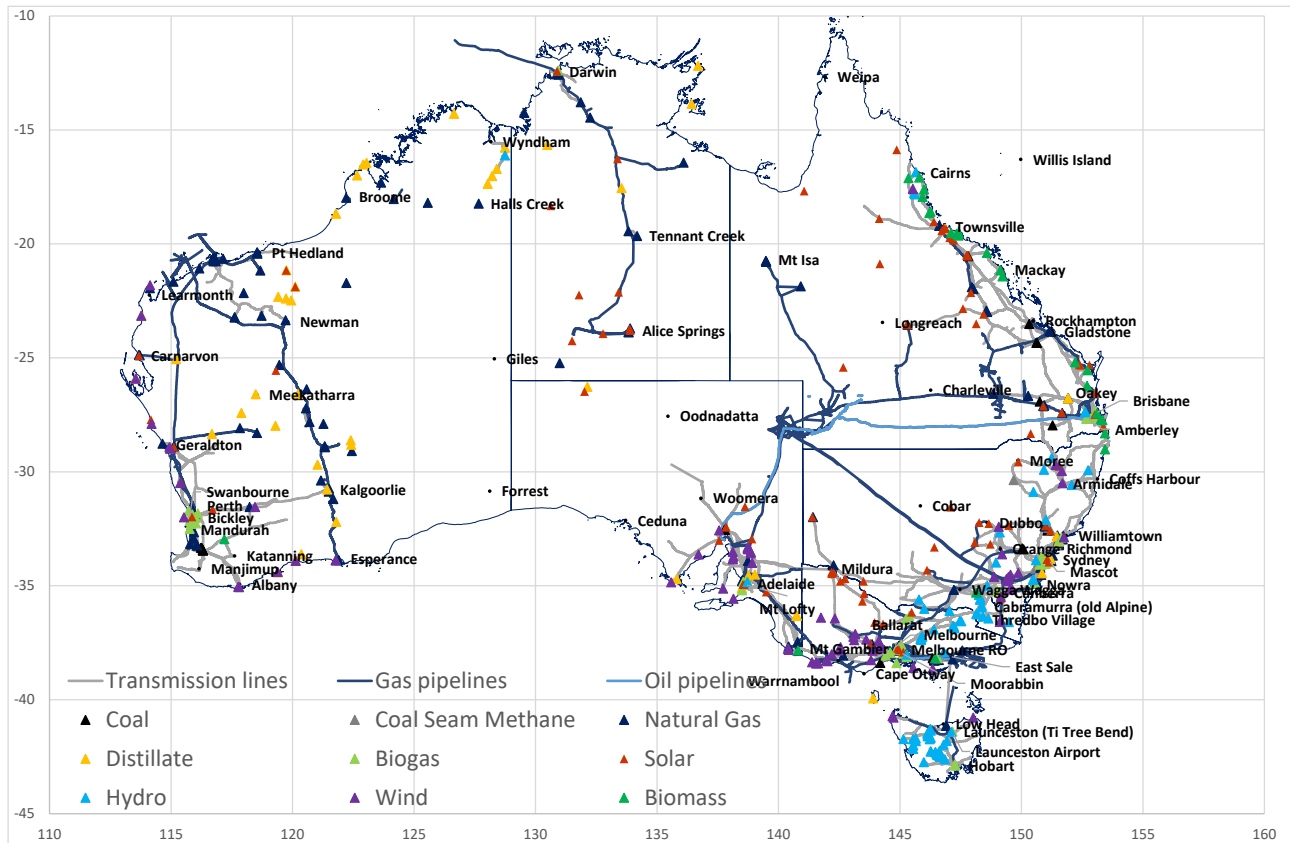 -10
Darwin
Weipa
-15
Wyndham
Willis Island
Cairns
Broome
Halls Creek
-20
Pt Hedland
Tennant Creek
Townsville
Mt Isa
Mackay
Learmonth
Newman
Longreach
Rockhampton
Gladstone
Alice Springs
-25
Carnarvon
Giles
Meekatharra
Charleville
Oakey
Brisbane
Oodnadatta
Amberley
Geraldton
-30
Moree
Coffs Harbour
Armidale
Swanbourne
Kalgoorlie
Forrest
Woomera
Perth
Cobar
Bickley
Ceduna
Dubbo
Mandurah
Williamtown
Orange
Richmond
Katanning
Esperance
Sydney
Manjimup
Mildura
Mascot
-35
Albany
Adelaide
Wagga Wagga
Nowra
Canberra
Mt Lofty
Cabramurra (old Alpine)
Thredbo Village
Ballarat
Melbourne
Mt Gambier
Melbourne RO
East Sale
Warrnambool
Cape Otway
Moorabbin
Transmission lines
Gas pipelines
Oil pipelines
-40
Coal
Coal Seam Methane
Natural Gas
Low Head
Launceston (Ti Tree Bend)
Distillate
Biogas
Solar
Launceston Airport
Hobart
Hydro
Wind
Biomass
-45
110
115
120
125
130
135
140
145
150
155
160